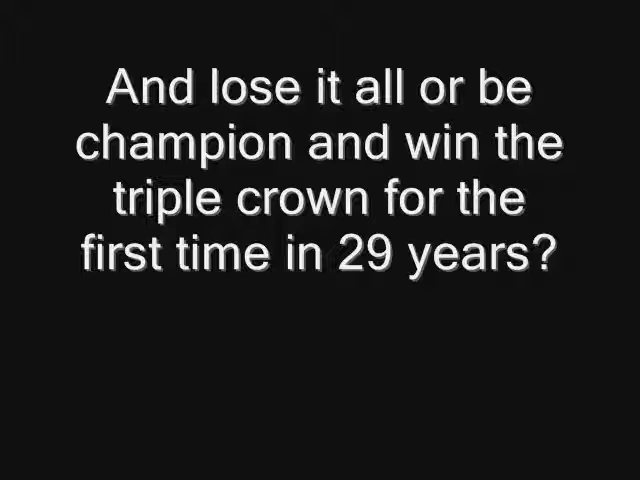 And lose it all or be
champion and win the
triple crown for the
first time in 29 years?